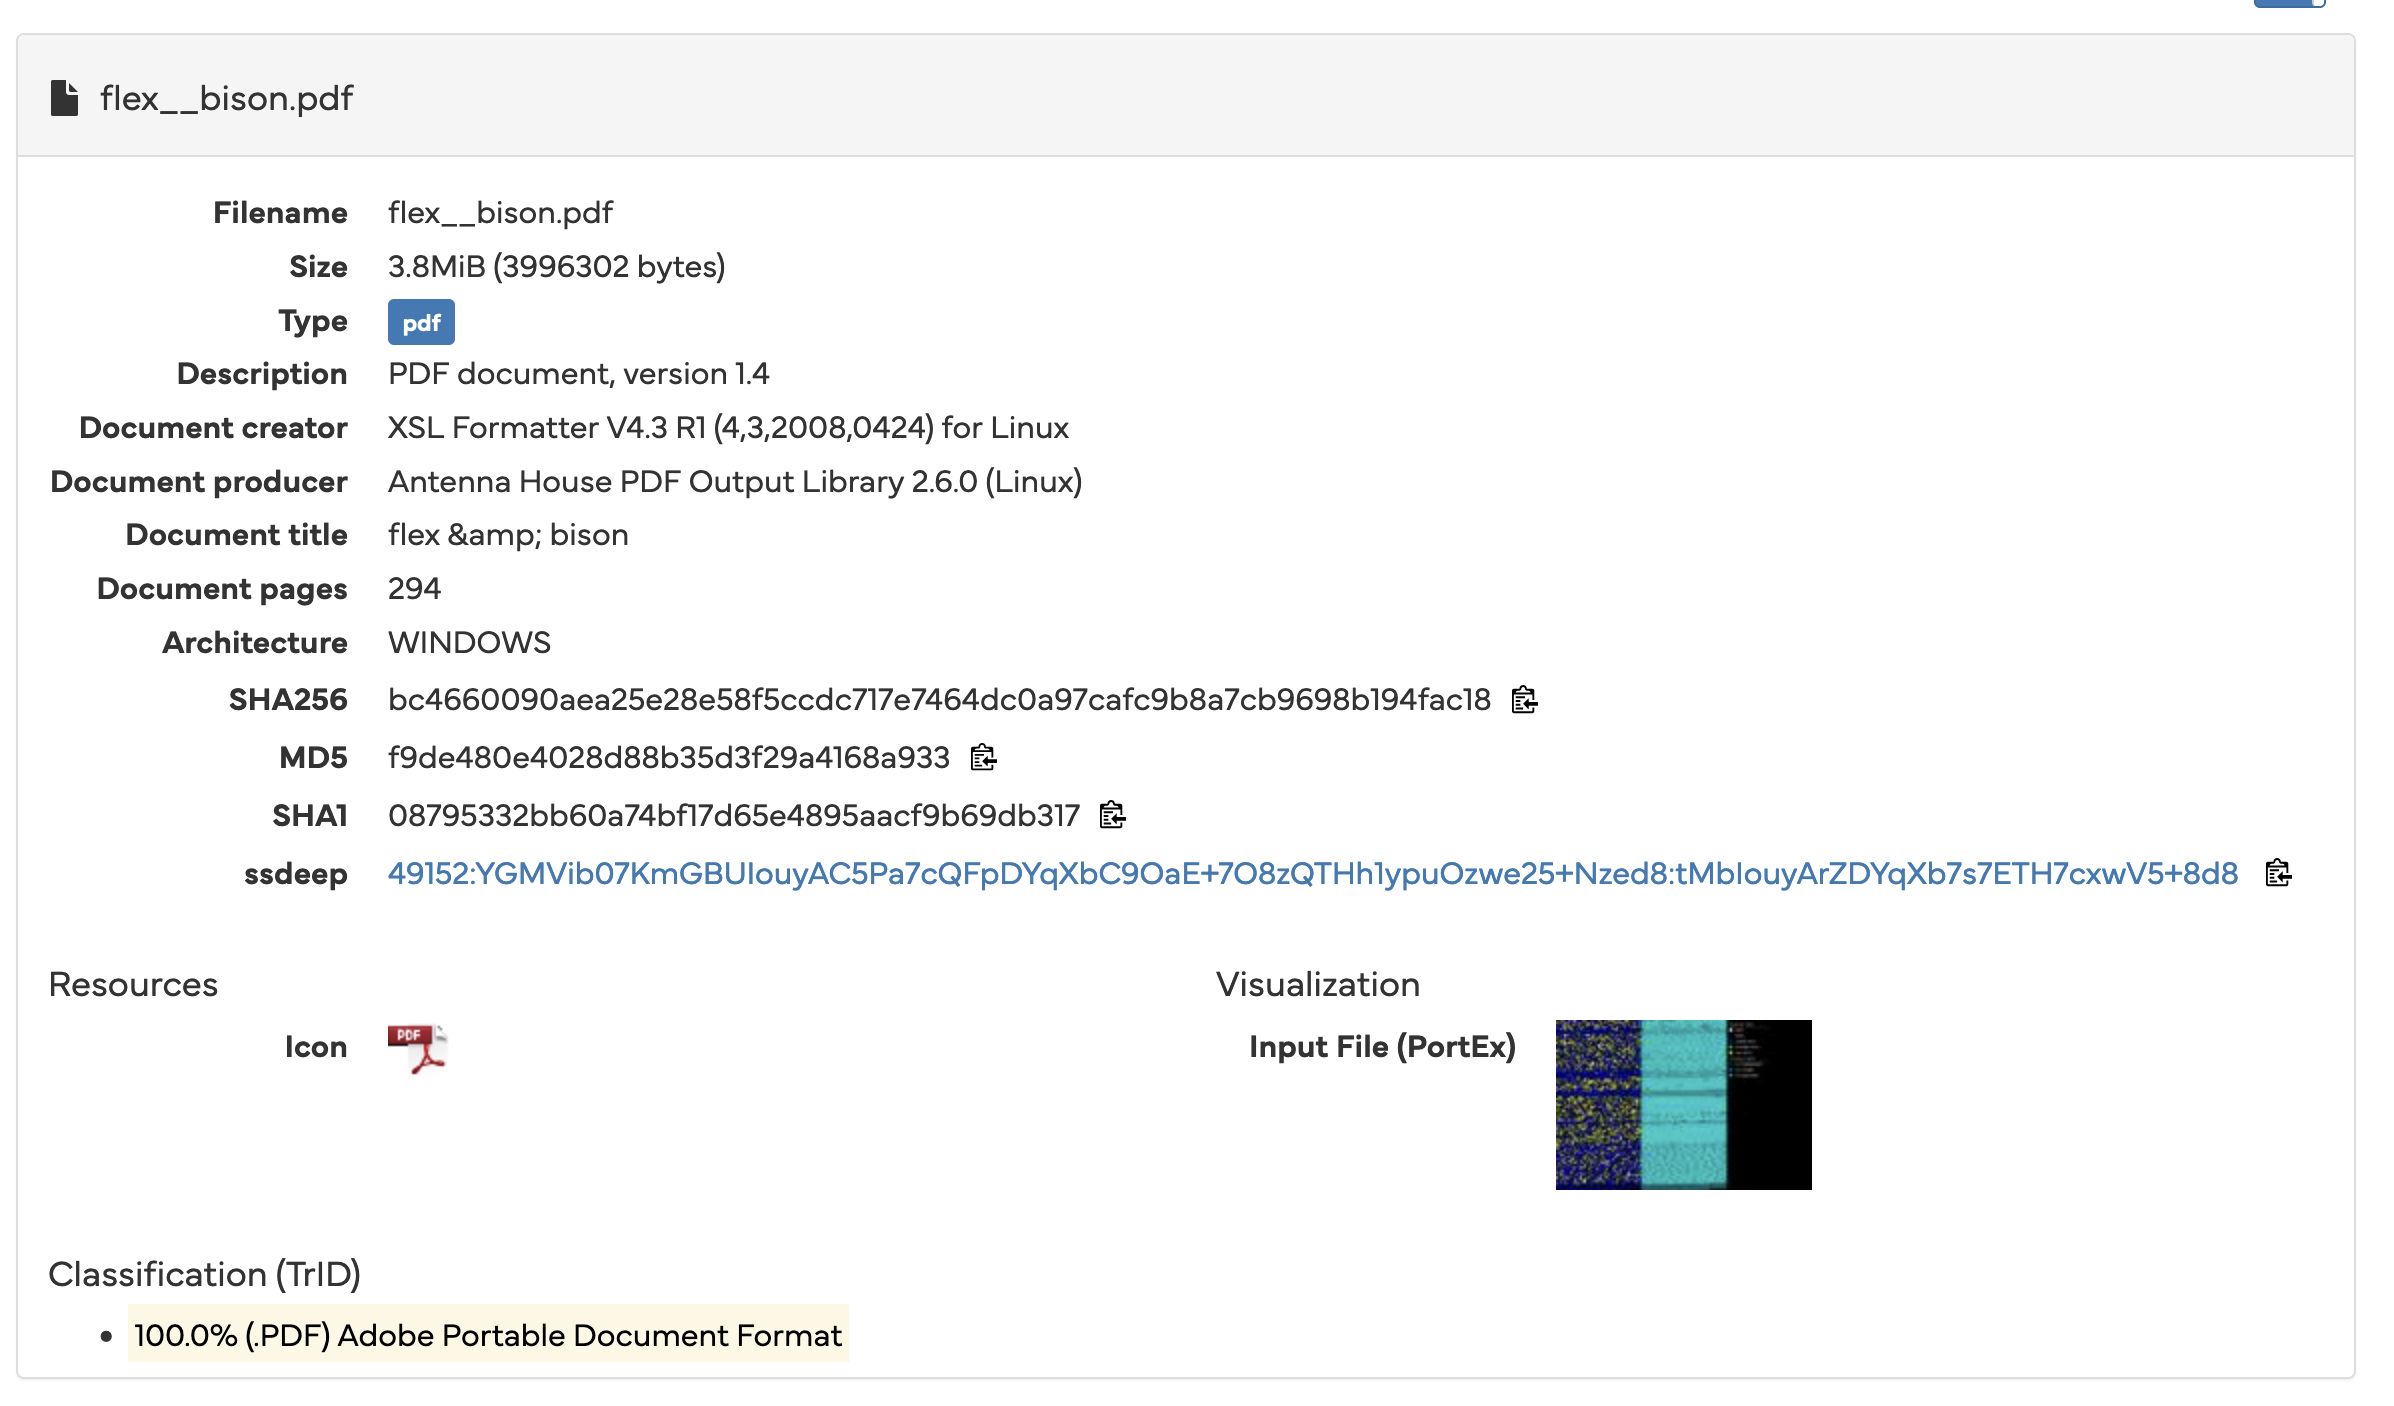 flex__bison.pdf
Filename flex__bison.pdf
Size 3.8MiB (3996302 bytes)
Type pdf
Description PDF document, version 1.4
Document creator XSL Formatter V4.3 R1 (4,3,2008,0424) for Linux
Document producer Antenna House PDF Output Library 2.6.0 (Linux)
Document title flex &amp; bison
Document pages 294
Architecture WINDOWS
SHA256 bc4660090aea25e28e58f5ccdc717e7464dc0a97cafc9b8a7cb9698b194fac18
MD5 f9de480e4028d88b35d3f29a4168a933
SHA1 08795332bb60a74bf17d65e4895aacf9b69db317
ssdeep 49152:YGMVib07KmGBUIouyAC5Pa7cQFpDYqXbC9OaE+7O8zQTHh1ypuOzwe25+Nzed8:tMbIouyArZDYqXb7s7ETH7cxwV5+8d8
Resources
Visualization
Icon PDF
Input File (PortEx)
Classification (TrID)
• 100.0% (.PDF) Adobe Portable Document Format